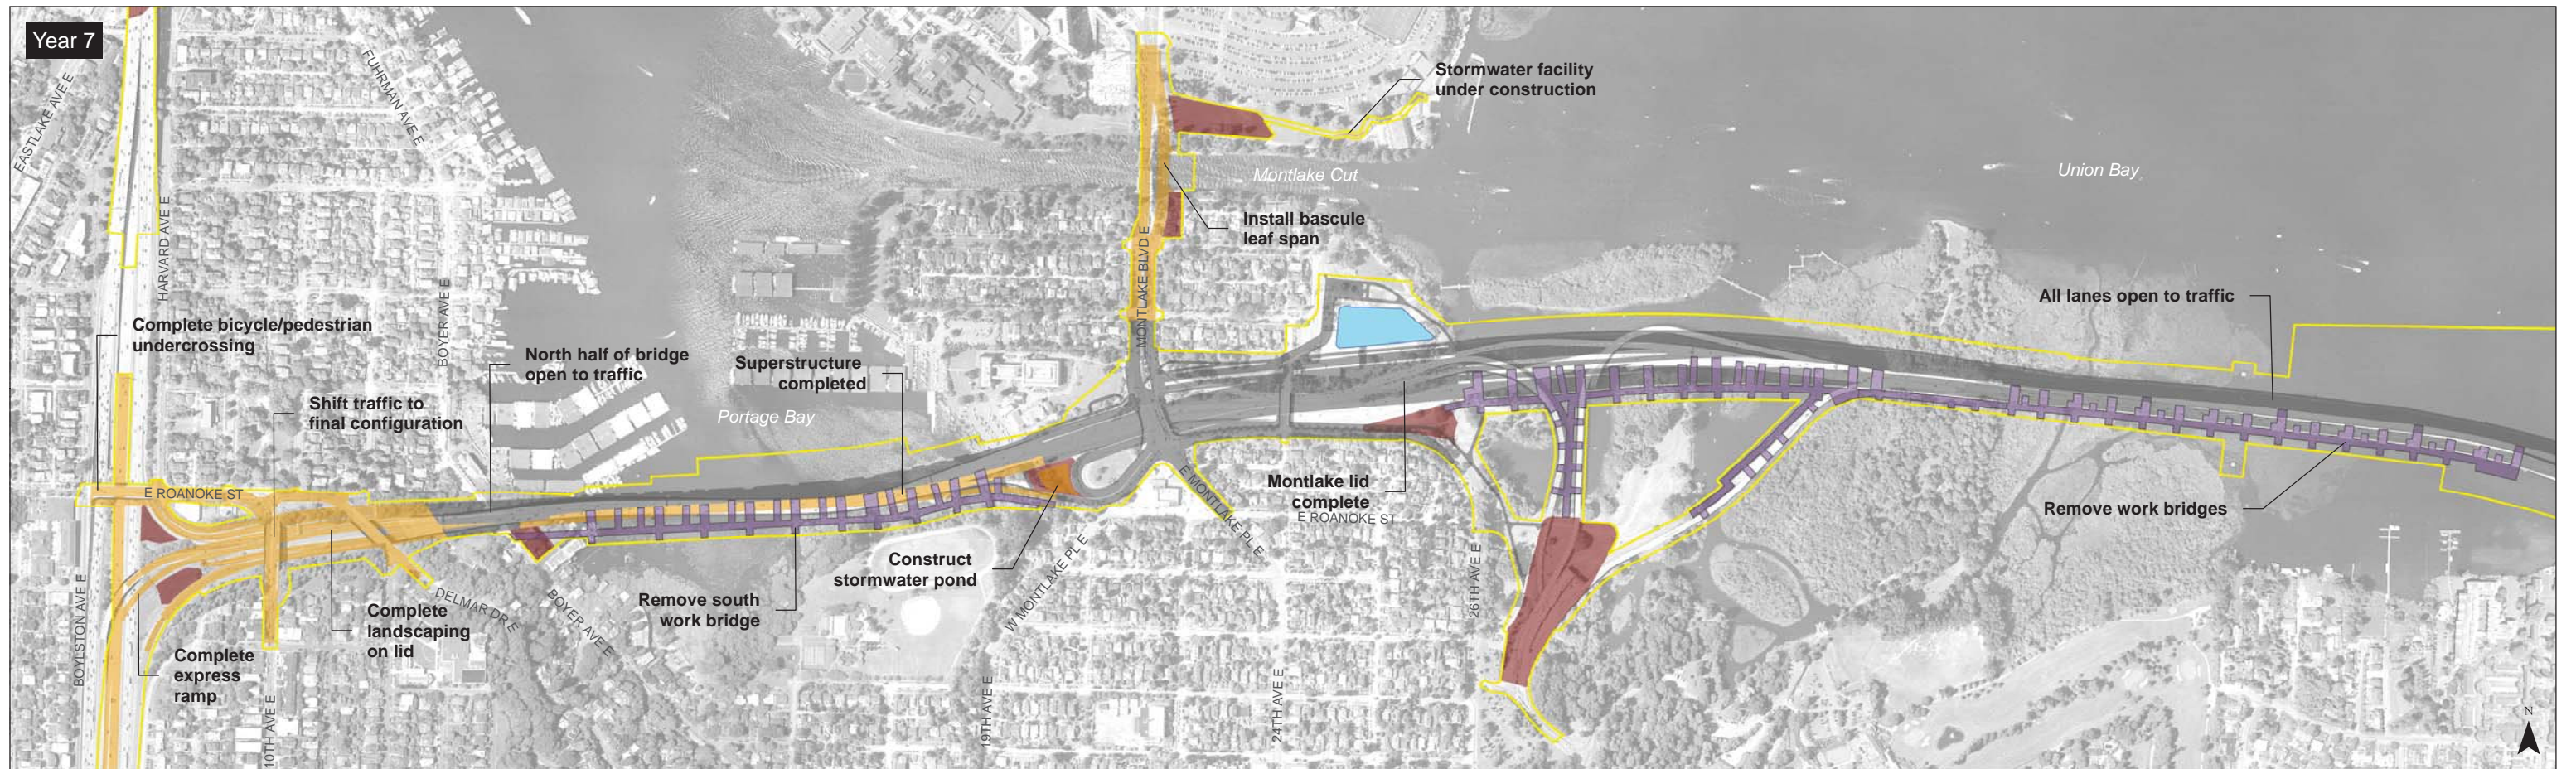 Year 7
EASTLAKE AVE E
FUHRMAN AVE E
HARVARD AVE E
BOYER AVE E
Stormwater facility
under construction
Montlake Cut
Union Bay
Install bascule
leaf span
MONTLAKE BLVD E
All lanes open to traffic
Complete bicycle/pedestrian
undercrossing
North half of bridge
open to traffic
Superstructure
completed
Shift traffic to
final configuration
Portage Bay
E ROANOKE ST
Montlake lid
complete
E ROANOKE ST
E MONTLAKE PL E
Remove work bridges
Construct
stormwater pond
W MONTLAKE PL E
26TH AVE E
BOYLSTON AVE E
DELMAR DR E
BOYER AVE E
Remove south
work bridge
Complete
landscaping
on lid
Complete
express
ramp
10TH AVE E
19TH AVE E
24TH AVE E
N